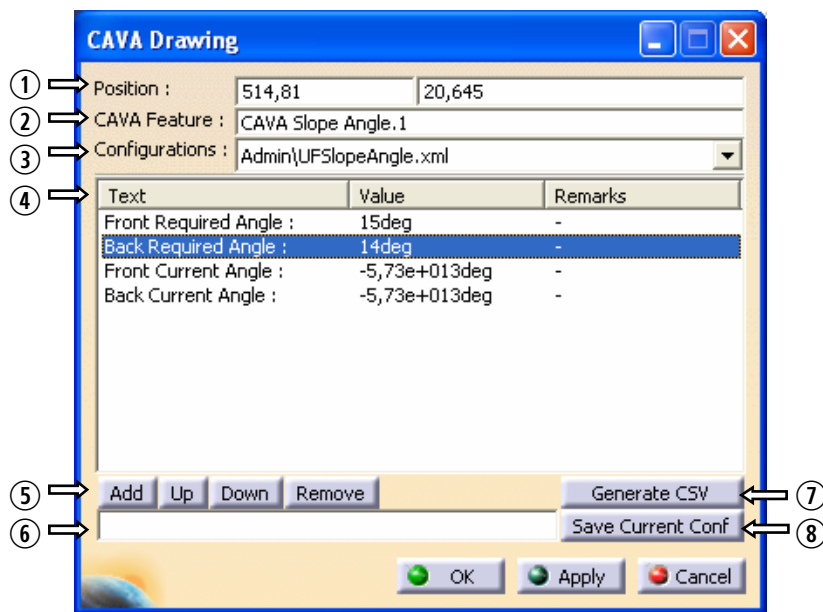 CAVA Drawing
① Position : 514,81 20,645
② CAVA Feature : CAVA Slope Angle.1
③ Configurations : Admin\UFSlopeAngle.xml
④ Text Value Remarks
Front Required Angle : 15deg -
Back Required Angle : 14deg -
Front Current Angle : -5,73e+013deg -
Back Current Angle : -5,73e+013deg -
⑤ Add Up Down Remove Generate CSV ⑦
⑥ Save Current Conf ⑧
OK Apply Cancel